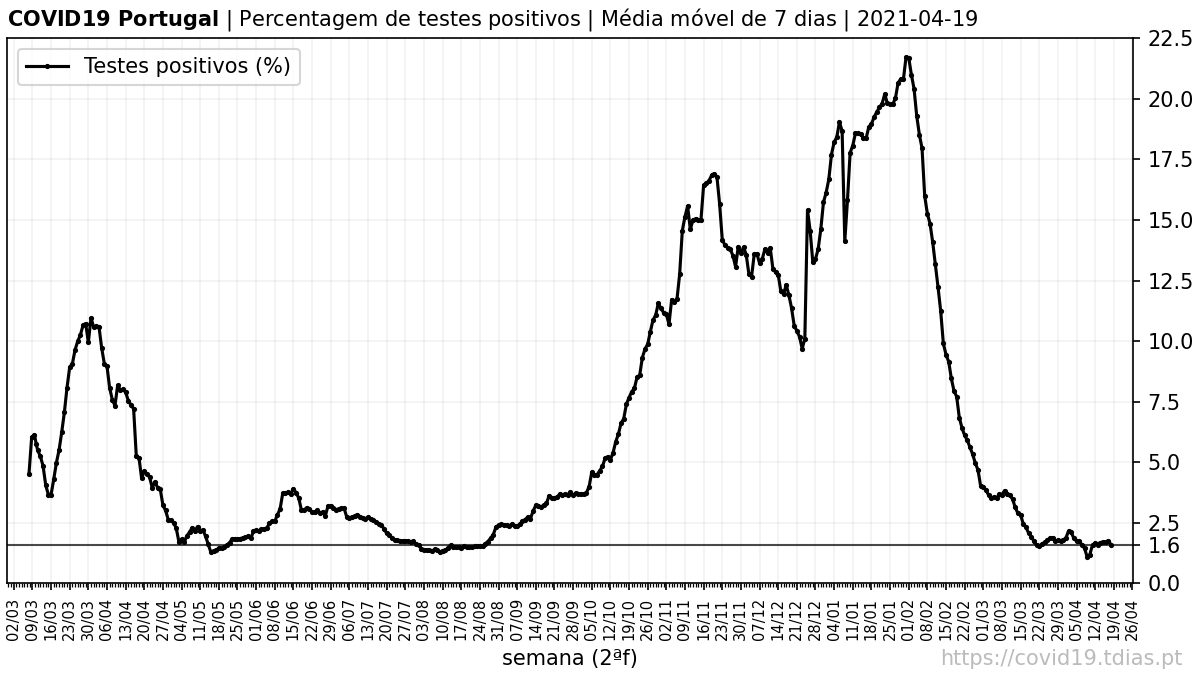 COVID19 Portugal | Percentagem de testes positivos | Média móvel de 7 dias | 2021-04-19
Testes positivos (%)
22.5
20.0
17.5
15.0
12.5
10.0
7.5
5.0
2.5
1.6
0.0
02/03 09/03 16/03 23/03 30/03 06/04 13/04 20/04 27/04 04/05 11/05 18/05 25/05 01/06 08/06 15/06 22/06 29/06 06/07 13/07 20/07 27/07 03/08 10/08 17/08 24/08 31/08 07/09 14/09 21/09 28/09 05/10 12/10 19/10 26/10 02/11 09/11 16/11 23/11 30/11 07/12 14/12 21/12 28/12 04/01 11/01 18/01 25/01 01/02 08/02 15/02 22/02 01/03 08/03 15/03 22/03 29/03 05/04 12/04 19/04 26/04
semana (2ªf)
https://covid19.tdias.pt